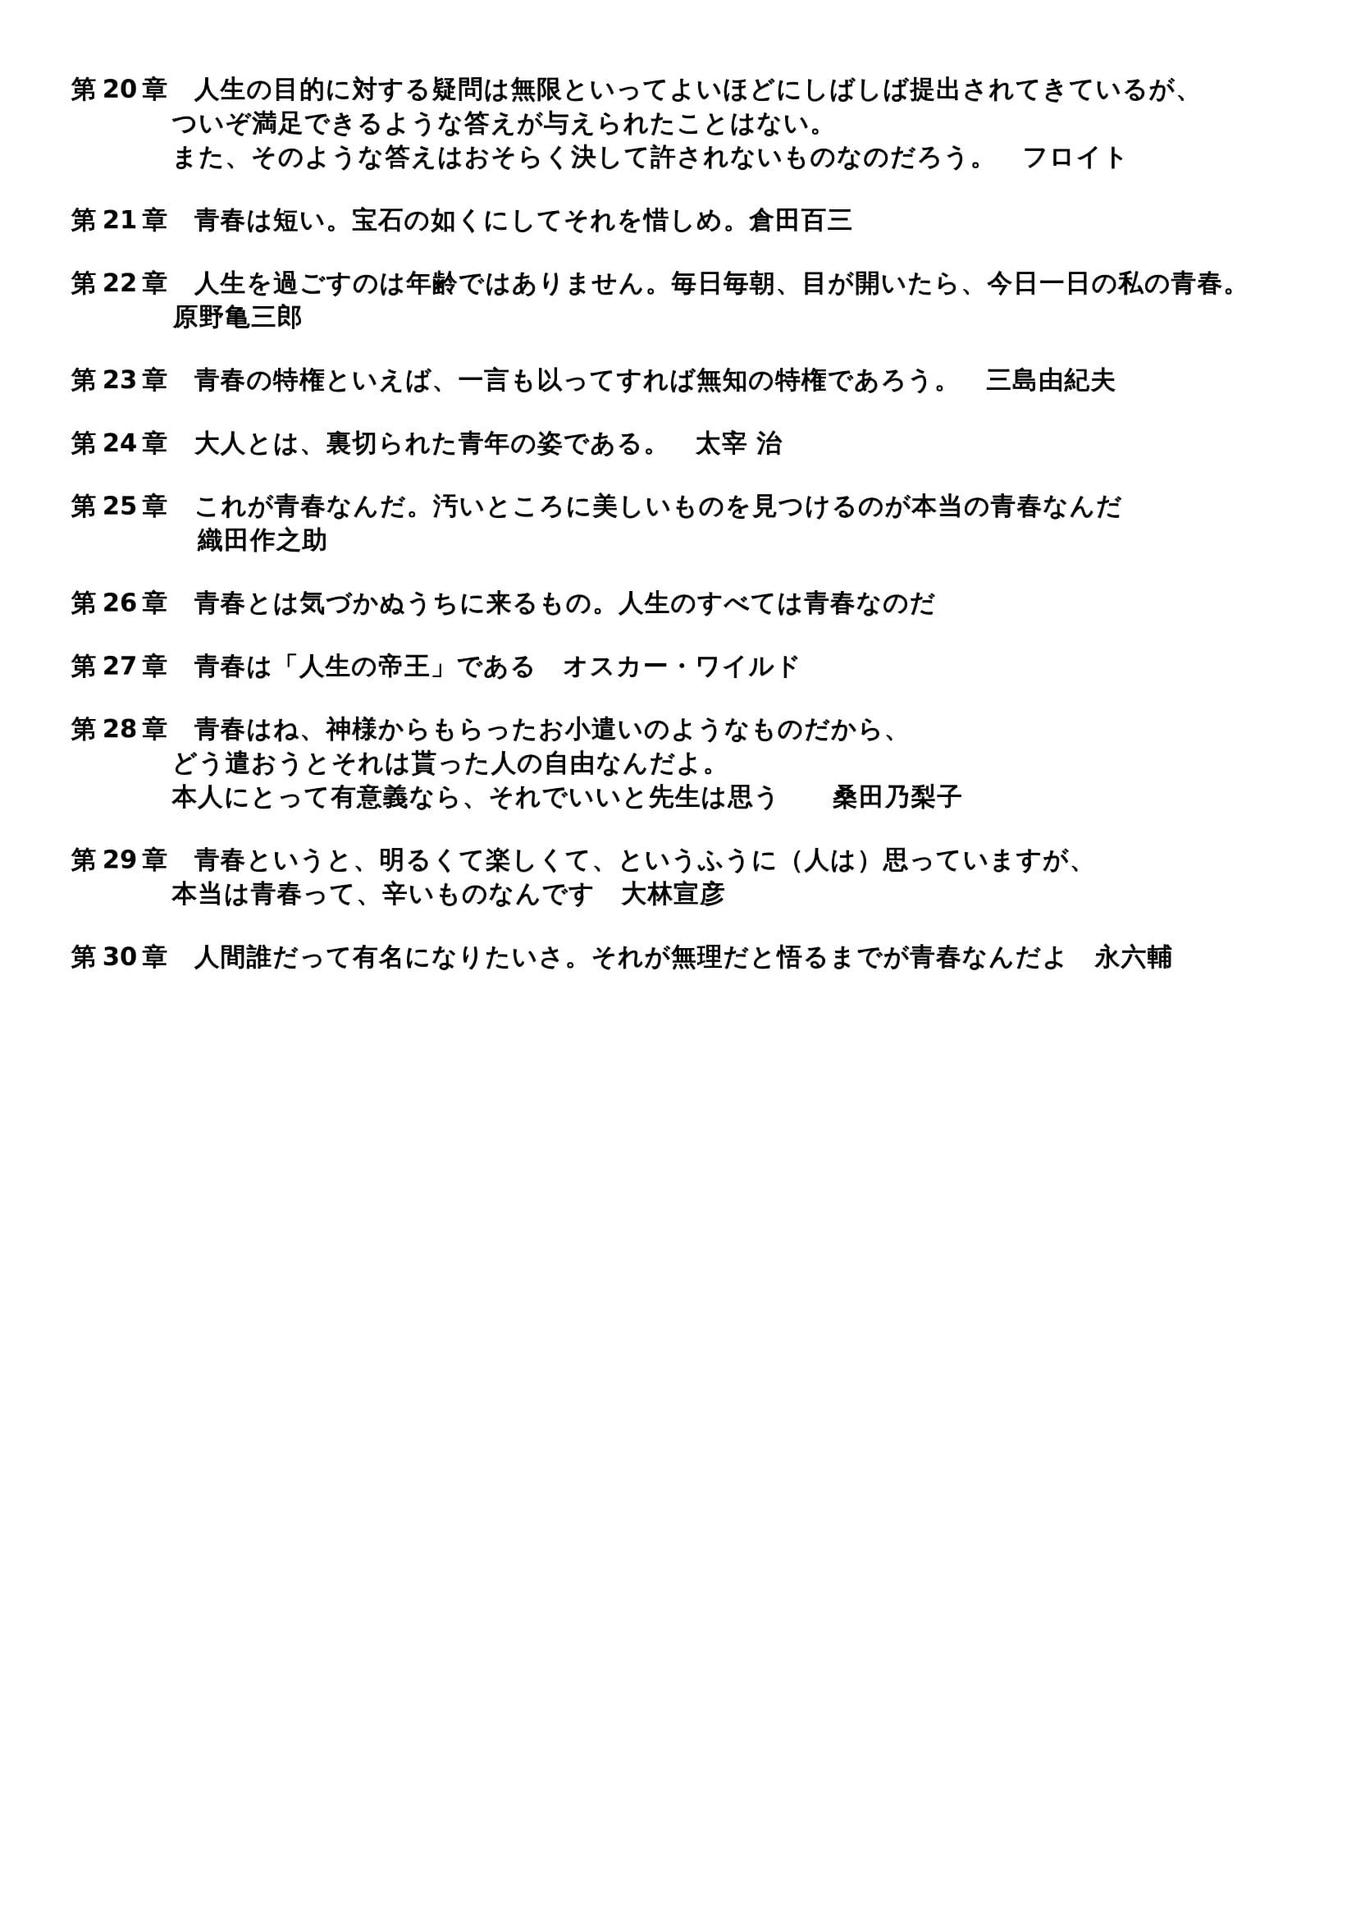 第20章　人生の目的に対する疑問は無限といってよいほどにしばしば提出されてきているが、
ついぞ満足できるような答えが与えられたことはない。
また、そのような答えはおそらく決して許されないものなのだろう。　フロイト
第21章　青春は短い。宝石の如くにしてそれを惜しめ。倉田百三
第22章　人生を過ごすのは年齢ではありません。毎日毎朝、目が開いたら、今日一日の私の青春。
原野亀三郎
第23章　青春の特権といえば、一言も以ってすれば無知の特権であろう。　三島由紀夫
第24章　大人とは、裏切られた青年の姿である。　太宰 治
第25章　これが青春なんだ。汚いところに美しいものを見つけるのが本当の青春なんだ
織田作之助
第26章　青春とは気づかぬうちに来るもの。人生のすべては青春なのだ
第27章　青春は「人生の帝王」である　オスカー・ワイルド
第28章　青春はね、神様からもらったお小遣いのようなものだから、
どう遣おうとそれは貰った人の自由なんだよ。
本人にとって有意義なら、それでいいと先生は思う　　桑田乃梨子
第29章　青春というと、明るくて楽しくて、というふうに（人は）思っていますが、
本当は青春って、辛いものなんです　大林宣彦
第30章　人間誰だって有名になりたいさ。それが無理だと悟るまでが青春なんだよ　永六輔